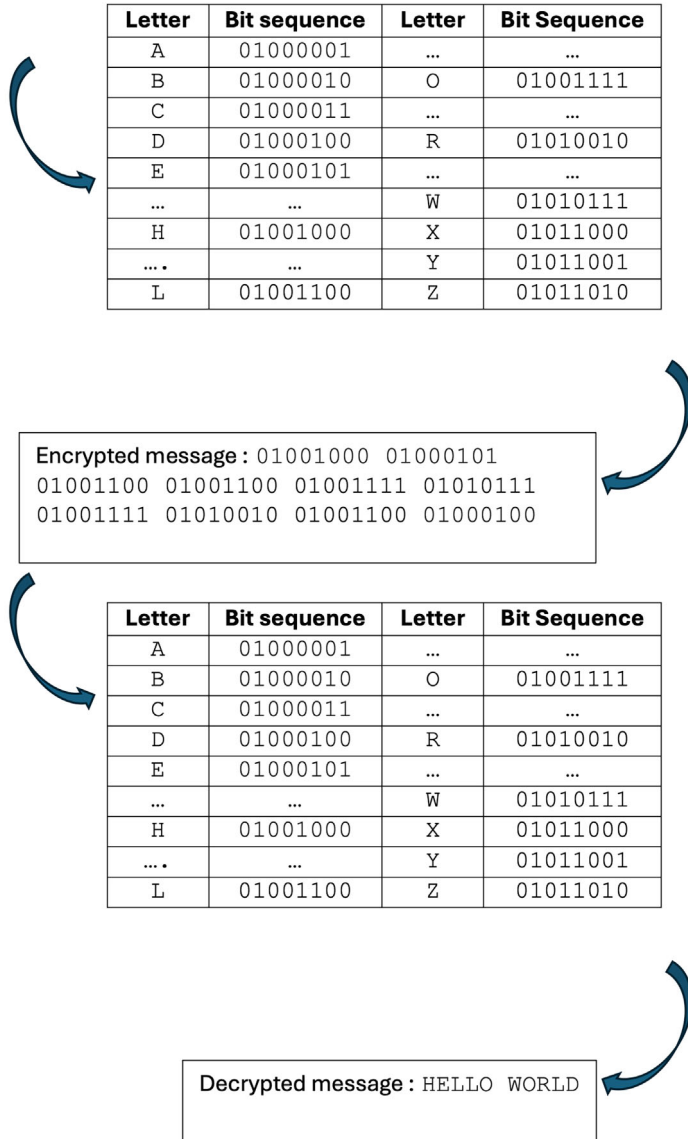 Letter Bit sequence Letter Bit Sequence
A 01000001 … …
B 01000010 O 01001111
C 01000011 … …
D 01000100 R 01010010
E 01000101 … …
… … W 01010111
H 01001000 X 01011000
…. … Y 01011001
L 01001100 Z 01011010
Encrypted message : 01001000 01000101
01001100 01001100 01001111 01010111
01001111 01010010 01001100 01000100
Letter Bit sequence Letter Bit Sequence
A 01000001 … …
B 01000010 O 01001111
C 01000011 … …
D 01000100 R 01010010
E 01000101 … …
… … W 01010111
H 01001000 X 01011000
…. … Y 01011001
L 01001100 Z 01011010
Decrypted message : HELLO WORLD